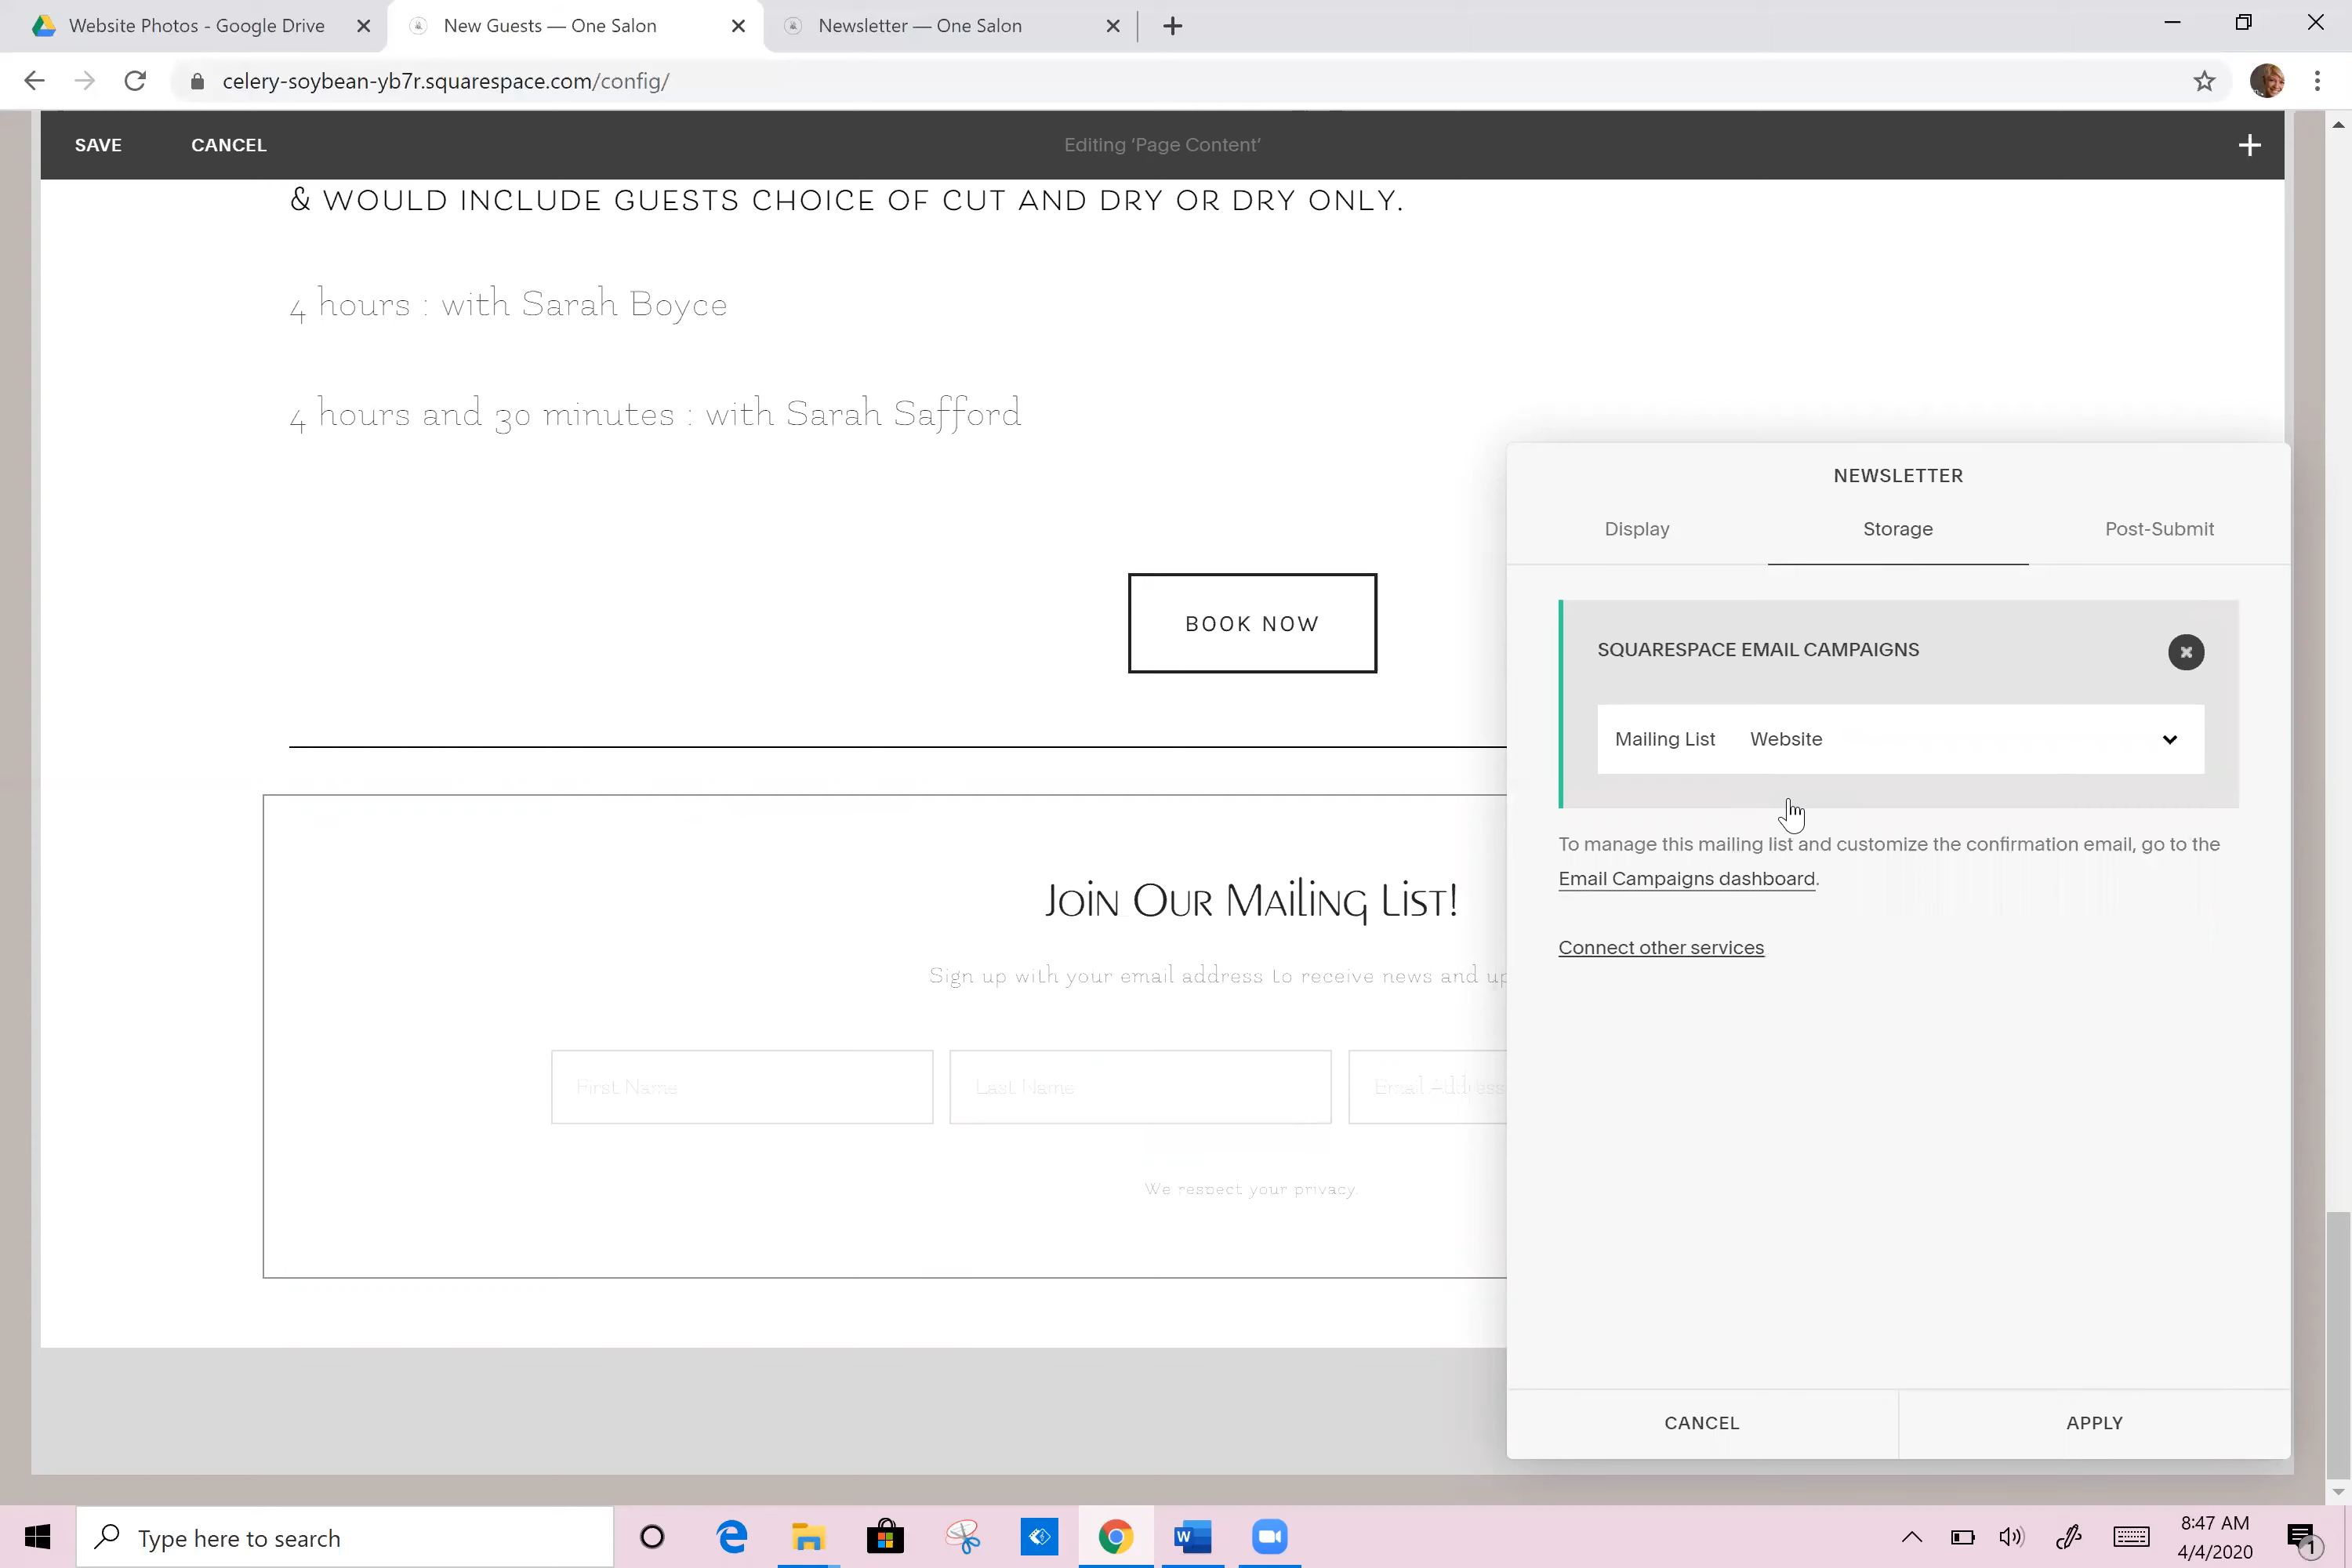 Website Photos - Google Drive
New Guests — One Salon
Newsletter — One Salon
celery-soybean-yb7r.squarespace.com/config/
SAVE
CANCEL
Editing 'Page Content'
& WOULD INCLUDE GUESTS CHOICE OF CUT AND DRY OR DRY ONLY.
4 hours : with Sarah Boyce
4 hours and 30 minutes : with Sarah Safford
BOOK NOW
Join Our Mailing List!
Sign up with your email address to receive news and up
First Name
Last Name
Email Address
We respect your privacy.
NEWSLETTER
Display
Storage
Post-Submit
SQUARESPACE EMAIL CAMPAIGNS
Mailing List
Website
To manage this mailing list and customize the confirmation email, go to the
Email Campaigns dashboard.
Connect other services
CANCEL
APPLY
Type here to search
W
8:47 AM
4/4/2020
1